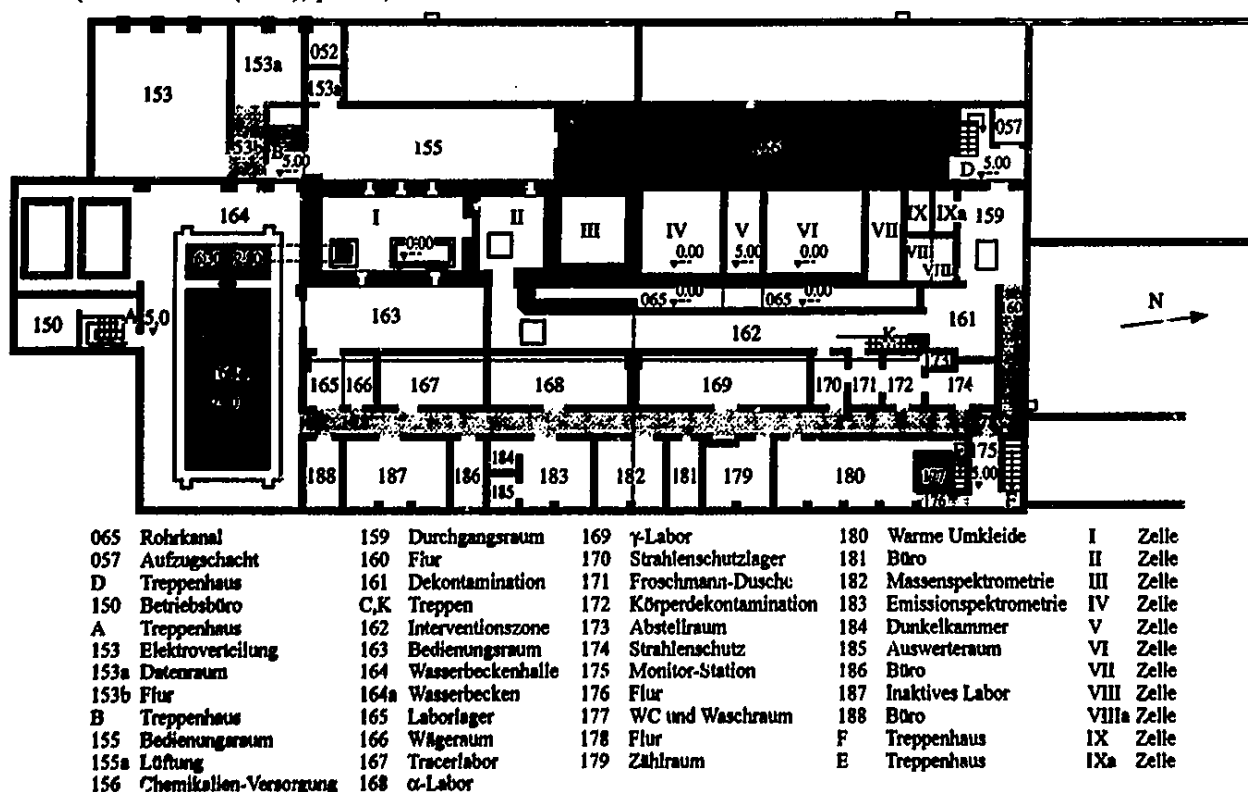 052
153a
153
153a
057
155
5.00
B
D 5.00
164
I
II
III
IV
V
VI
VII
IX
IXa
159
0.00
0.00
5.00
0.00
VIII
065 0.00
065 0.00
150
A
163
162
161
K
N
173
165
166
167
168
169
170
171
172
174
188
187
186
184
185
183
182
181
179
180
177
176
175
5.00
065 Rohrkanal
057 Aufzugschacht
D Treppenhaus
150 Betriebsbüro
A Treppenhaus
153 Elektroverteilung
153a Datenraum
153b Flur
B Treppenhaus
155 Bedienungsraum
155a Lüftung
156 Chemikalien-Versorgung
159 Durchgangsraum
160 Flur
161 Dekontamination
C,K Treppen
162 Interventionszone
163 Bedienungsraum
164 Wasserbeckenhalle
164a Wasserbecken
165 Laborlager
166 Wägeraum
167 Tracerlabor
168 α-Labor
169 γ-Labor
170 Strahlenschutzlager
171 Froschmann-Dusche
172 Körperdekontamination
173 Abstellraum
174 Strahlenschutz
175 Monitor-Station
176 Flur
177 WC und Waschraum
178 Flur
179 Zählraum
180 Warme Umkleide
181 Büro
182 Massenspektrometrie
183 Emissionspektrometrie
184 Dunkelkammer
185 Auswerteraum
186 Büro
187 Inaktives Labor
188 Büro
F Treppenhaus
E Treppenhaus
I Zelle
II Zelle
III Zelle
IV Zelle
V Zelle
VI Zelle
VII Zelle
VIII Zelle
VIIIa Zelle
IX Zelle
IXa Zelle